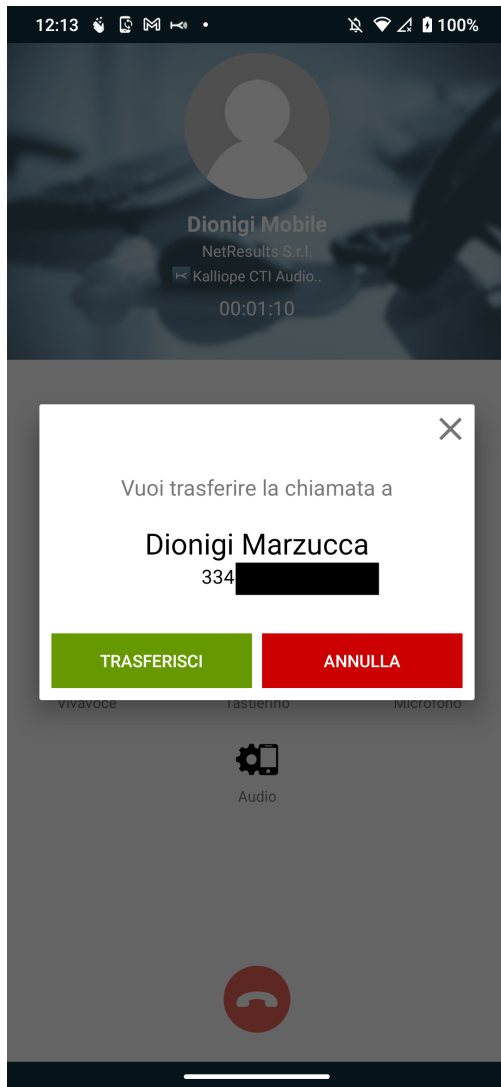 12:13
100%
Dionigi Mobile
NetResults S.r.l.
Kalliope CTI Audio..
00:01:10
Vuoi trasferire la chiamata a
Dionigi Marzucca
334
TRASFERISCI
ANNULLA
Vivavoce
Tastierino
Microfono
Audio